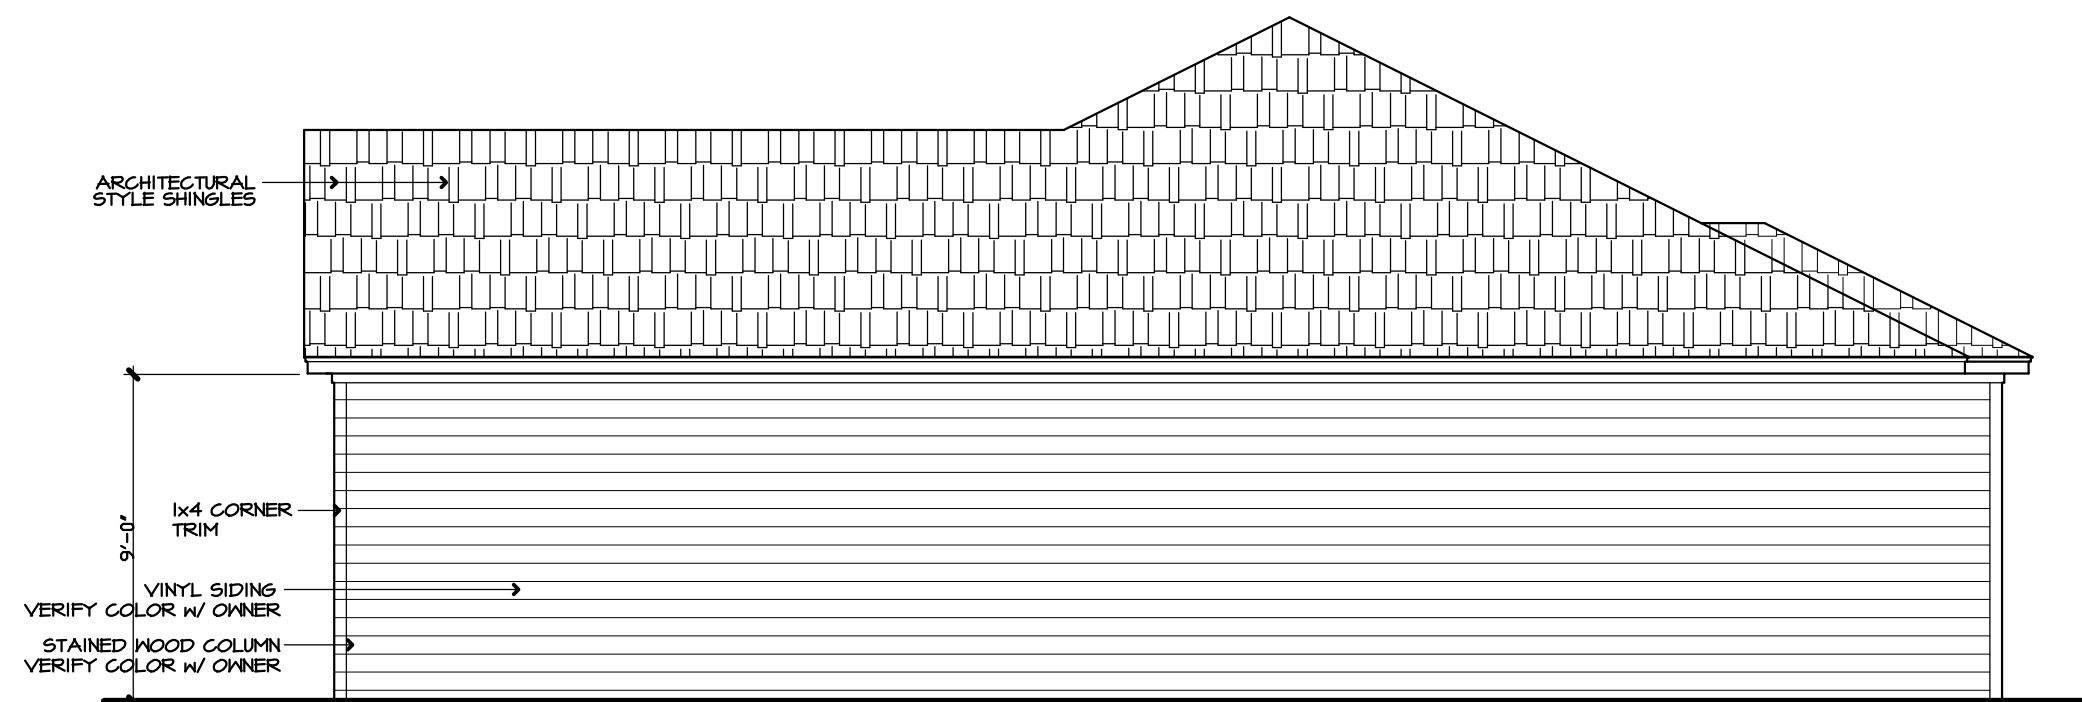 ARCHITECTURAL
STYLE SHINGLES
1x4 CORNER
TRIM
9'-0"
VINYL SIDING
VERIFY COLOR w/ OWNER
STAINED WOOD COLUMN
VERIFY COLOR w/ OWNER